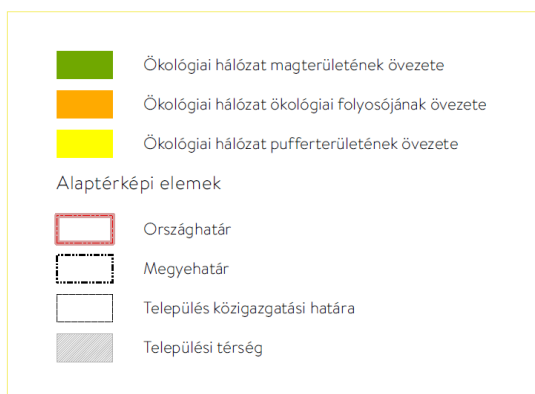 Ökológiai hálózat magterületének övezete
Ökológiai hálózat ökológiai folyosójának övezete
Ökológiai hálózat pufferterületének övezete
Alaptérképi elemek
Országhatár
Megyehatár
Település közigazgatási határa
Települési térség